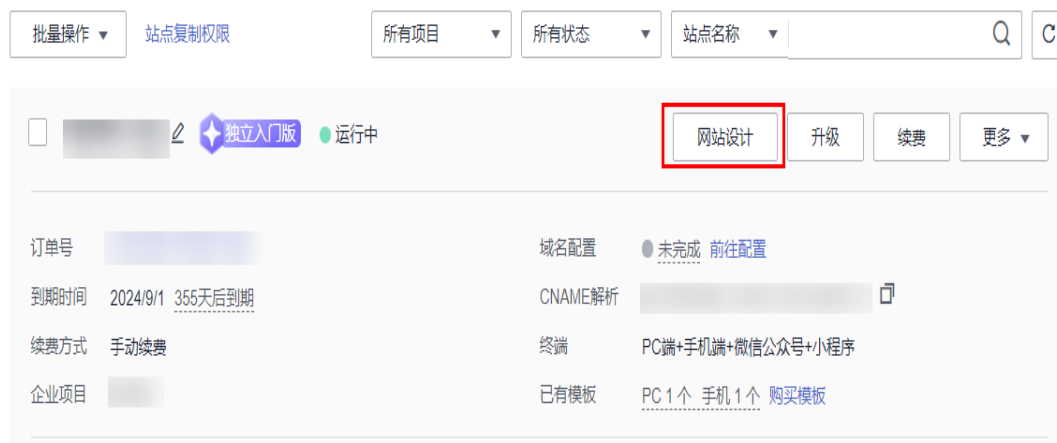 批量操作 站点复制权限 所有项目 所有状态 站点名称
独立入门版 运行中 网站设计 升级 续费 更多
订单号 域名配置 未完成 前往配置
到期时间 2024/9/1 355天后到期 CNAME解析
续费方式 手动续费 终端 PC端+手机端+微信公众号+小程序
企业项目 已有模板 PC 1 个 手机 1 个 购买模板